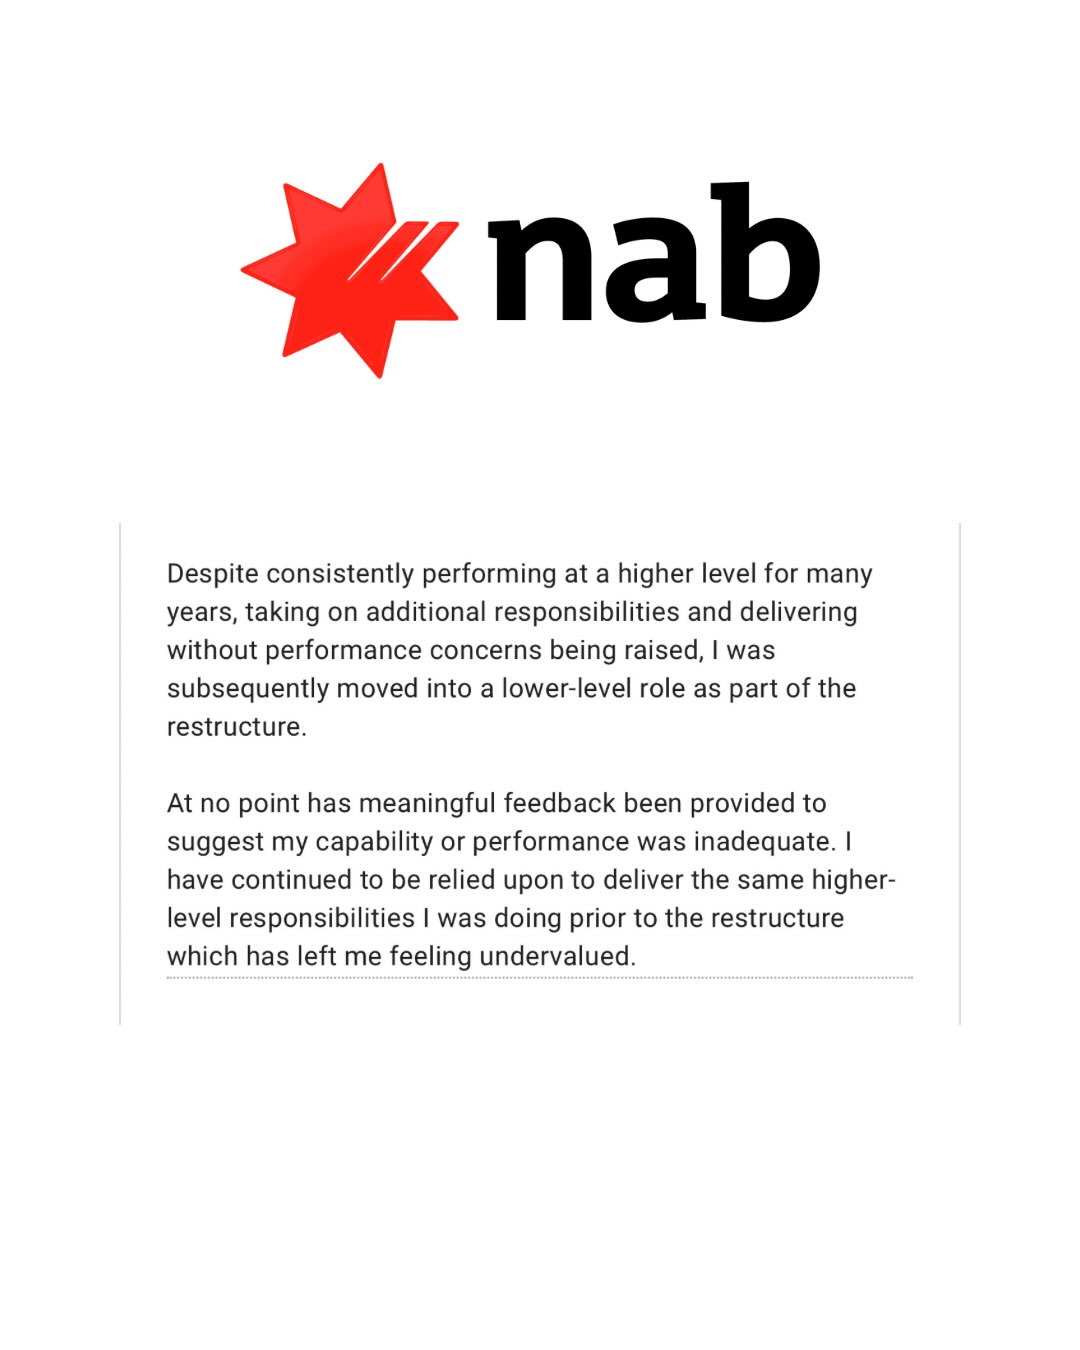 nab
Despite consistently performing at a higher level for many
years, taking on additional responsibilities and delivering
without performance concerns being raised, I was
subsequently moved into a lower-level role as part of the
restructure.
At no point has meaningful feedback been provided to
suggest my capability or performance was inadequate. I
have continued to be relied upon to deliver the same higher-
level responsibilities I was doing prior to the restructure
which has left me feeling undervalued.